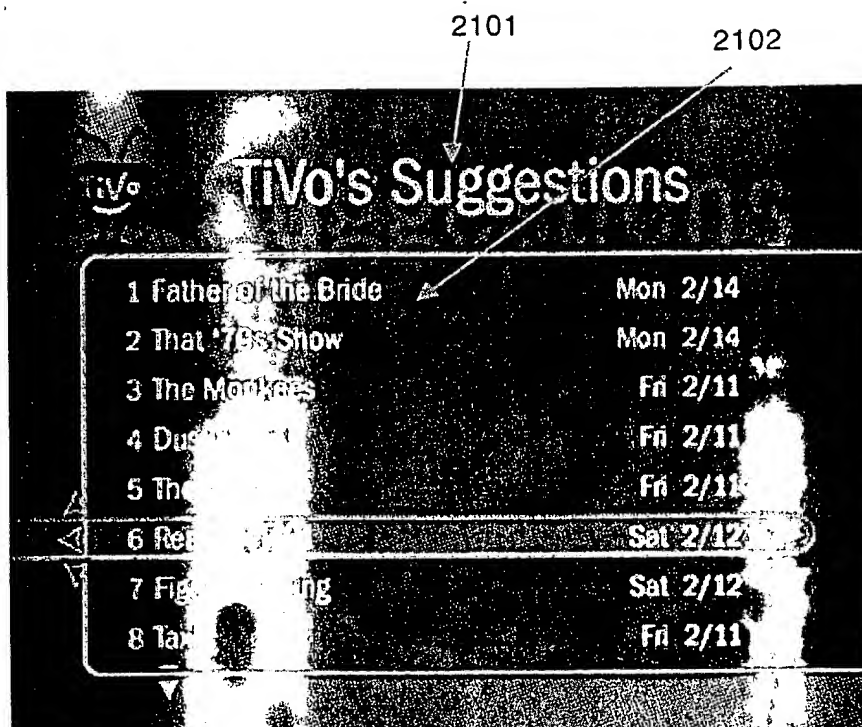 2101
2102
TiVo
TiVo's Suggestions
1 Father of the Bride Mon 2/14
2 That '70s Show Mon 2/14
3 The Monkees Fri 2/11
4 Fri 2/11
5 Fri 2/11
6 Sat 2/12
7 Sat 2/12
8 Fri 2/11